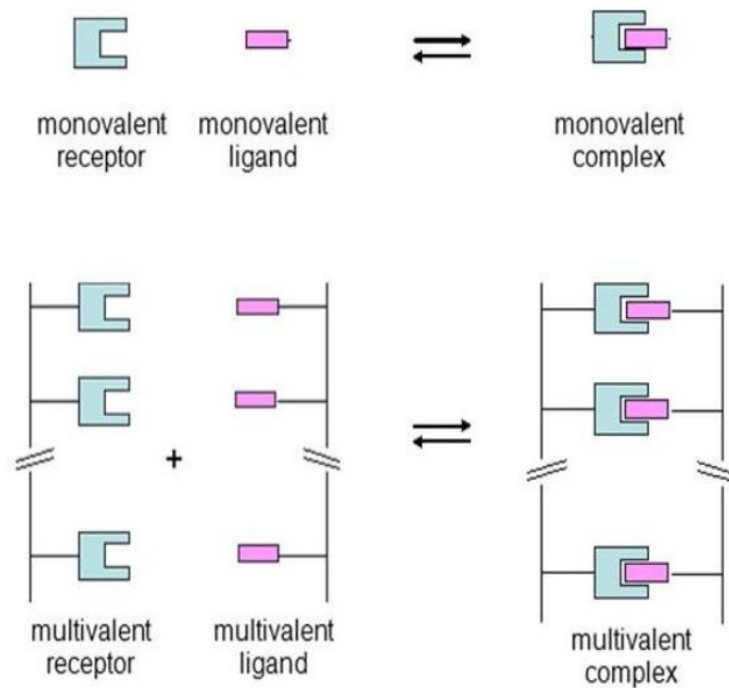 monovalent
receptor
monovalent
ligand
monovalent
complex
+
multivalent
receptor
multivalent
ligand
multivalent
complex